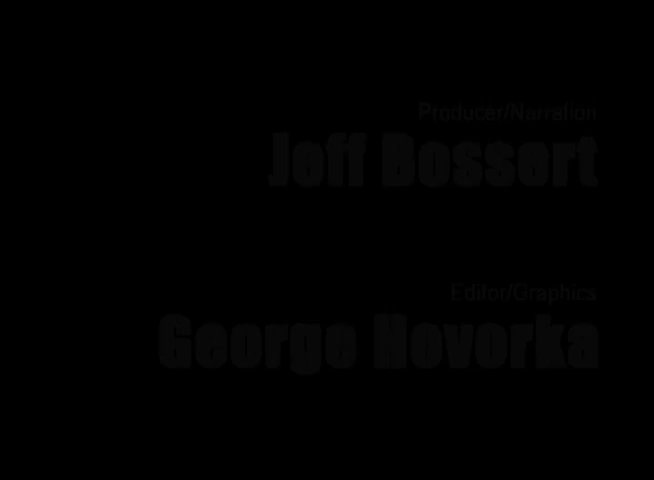 Producer/Narration
Jeff Bossert
Editor/Graphics
George Hovorka